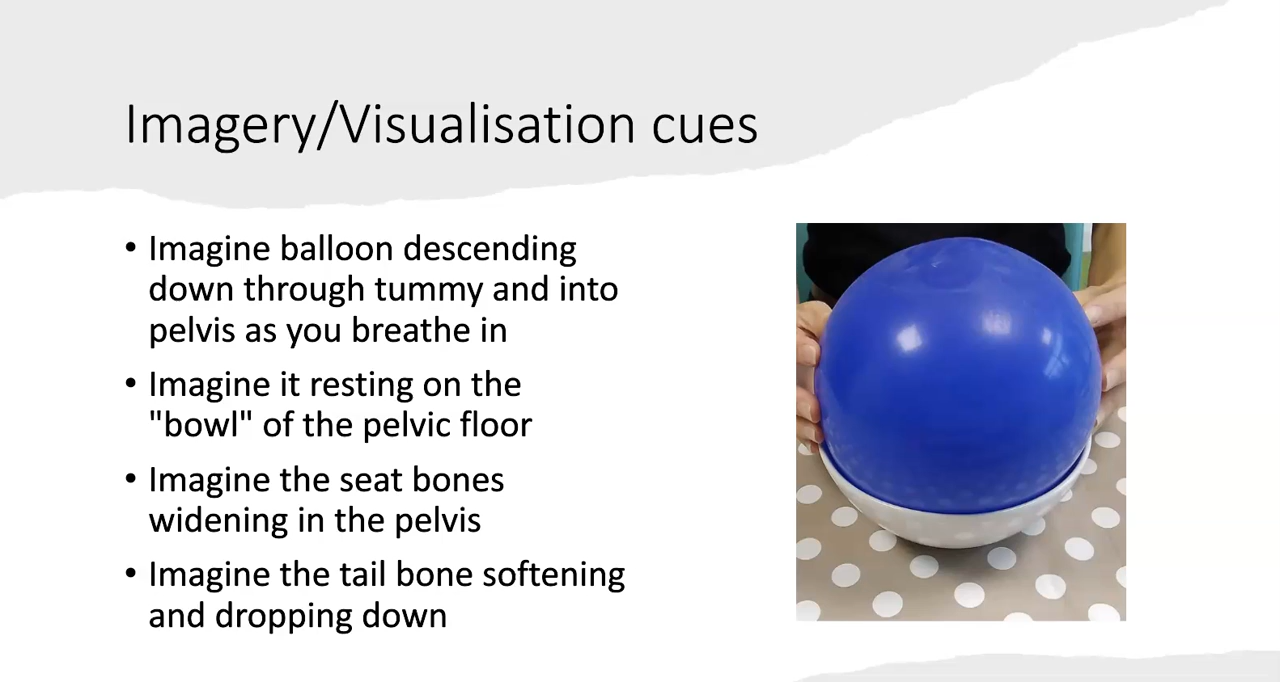 Imagery/Visualisation cues
• Imagine balloon descending
down through tummy and into
pelvis as you breathe in
• Imagine it resting on the
"bowl" of the pelvic floor
• Imagine the seat bones
widening in the pelvis
• Imagine the tail bone softening
and dropping down